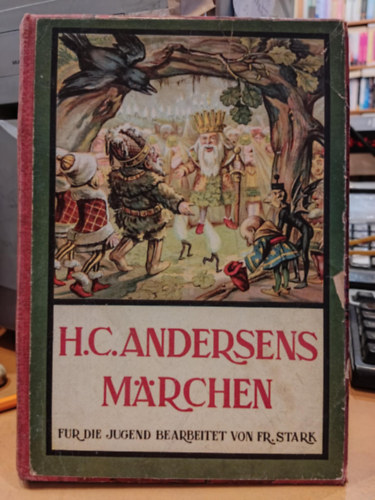 H.C. ANDERSENS
MÄRCHEN
FÜR DIE JUGEND BEARBEITET VON FR. STARK